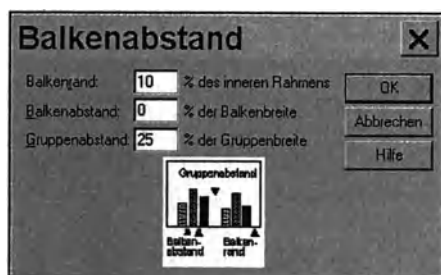 Balkenabstand
Balkenrand: 10 % des inneren Rahmens
Balkenabstand: 0 % der Balkenbreite
Gruppenabstand: 25 % der Gruppenbreite
OK
Abbrechen
Hilfe
Gruppenabstand
Balken- Balken-
abstand rand